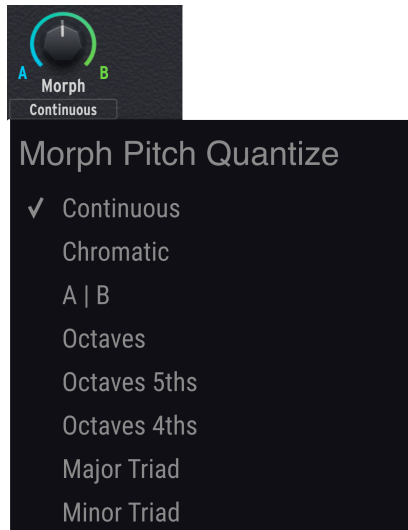 A B
Morph
Continuous
Morph Pitch Quantize
✓ Continuous
Chromatic
A | B
Octaves
Octaves 5ths
Octaves 4ths
Major Triad
Minor Triad